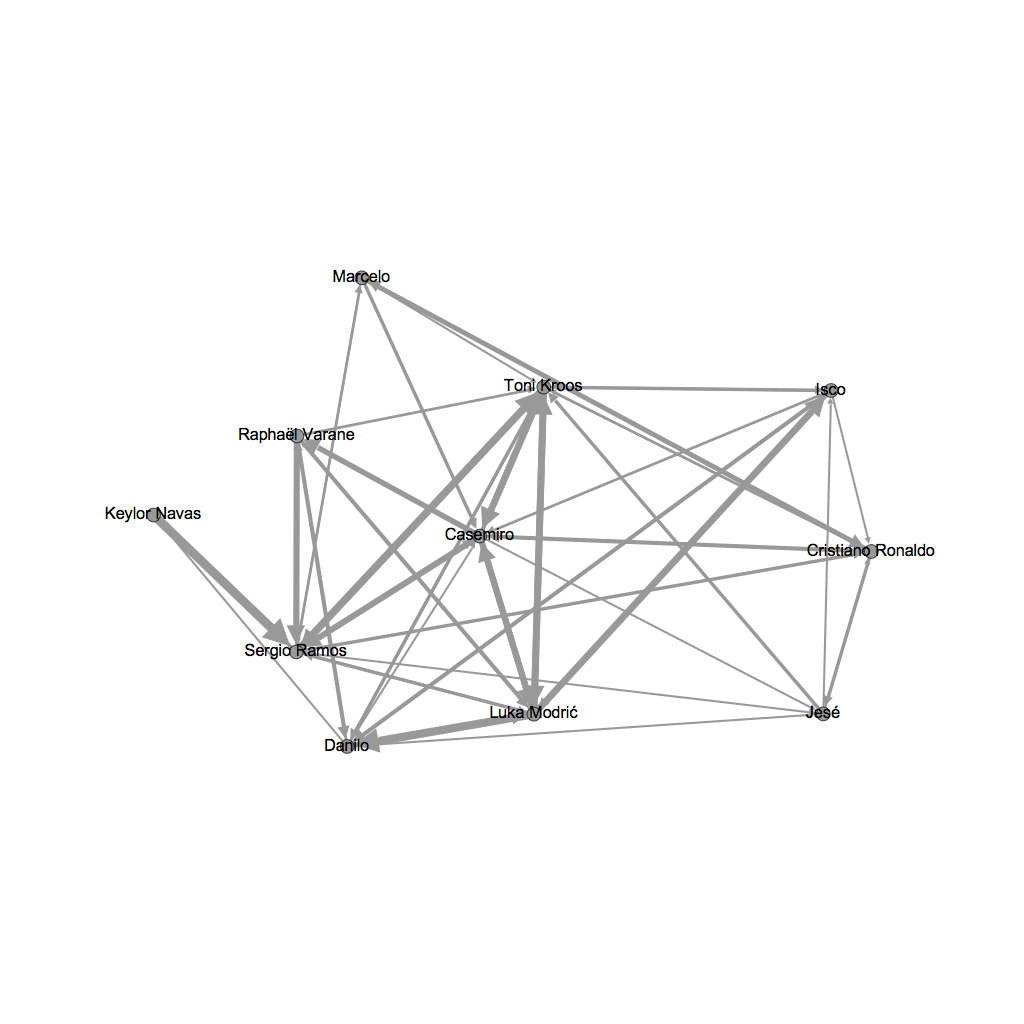 Marcelo
Toni Kroos
Isco
Raphaël Varane
Keylor Navas
Casemiro
Cristiano Ronaldo
Sergio Ramos
Luka Modrić
Jesé
Danilo